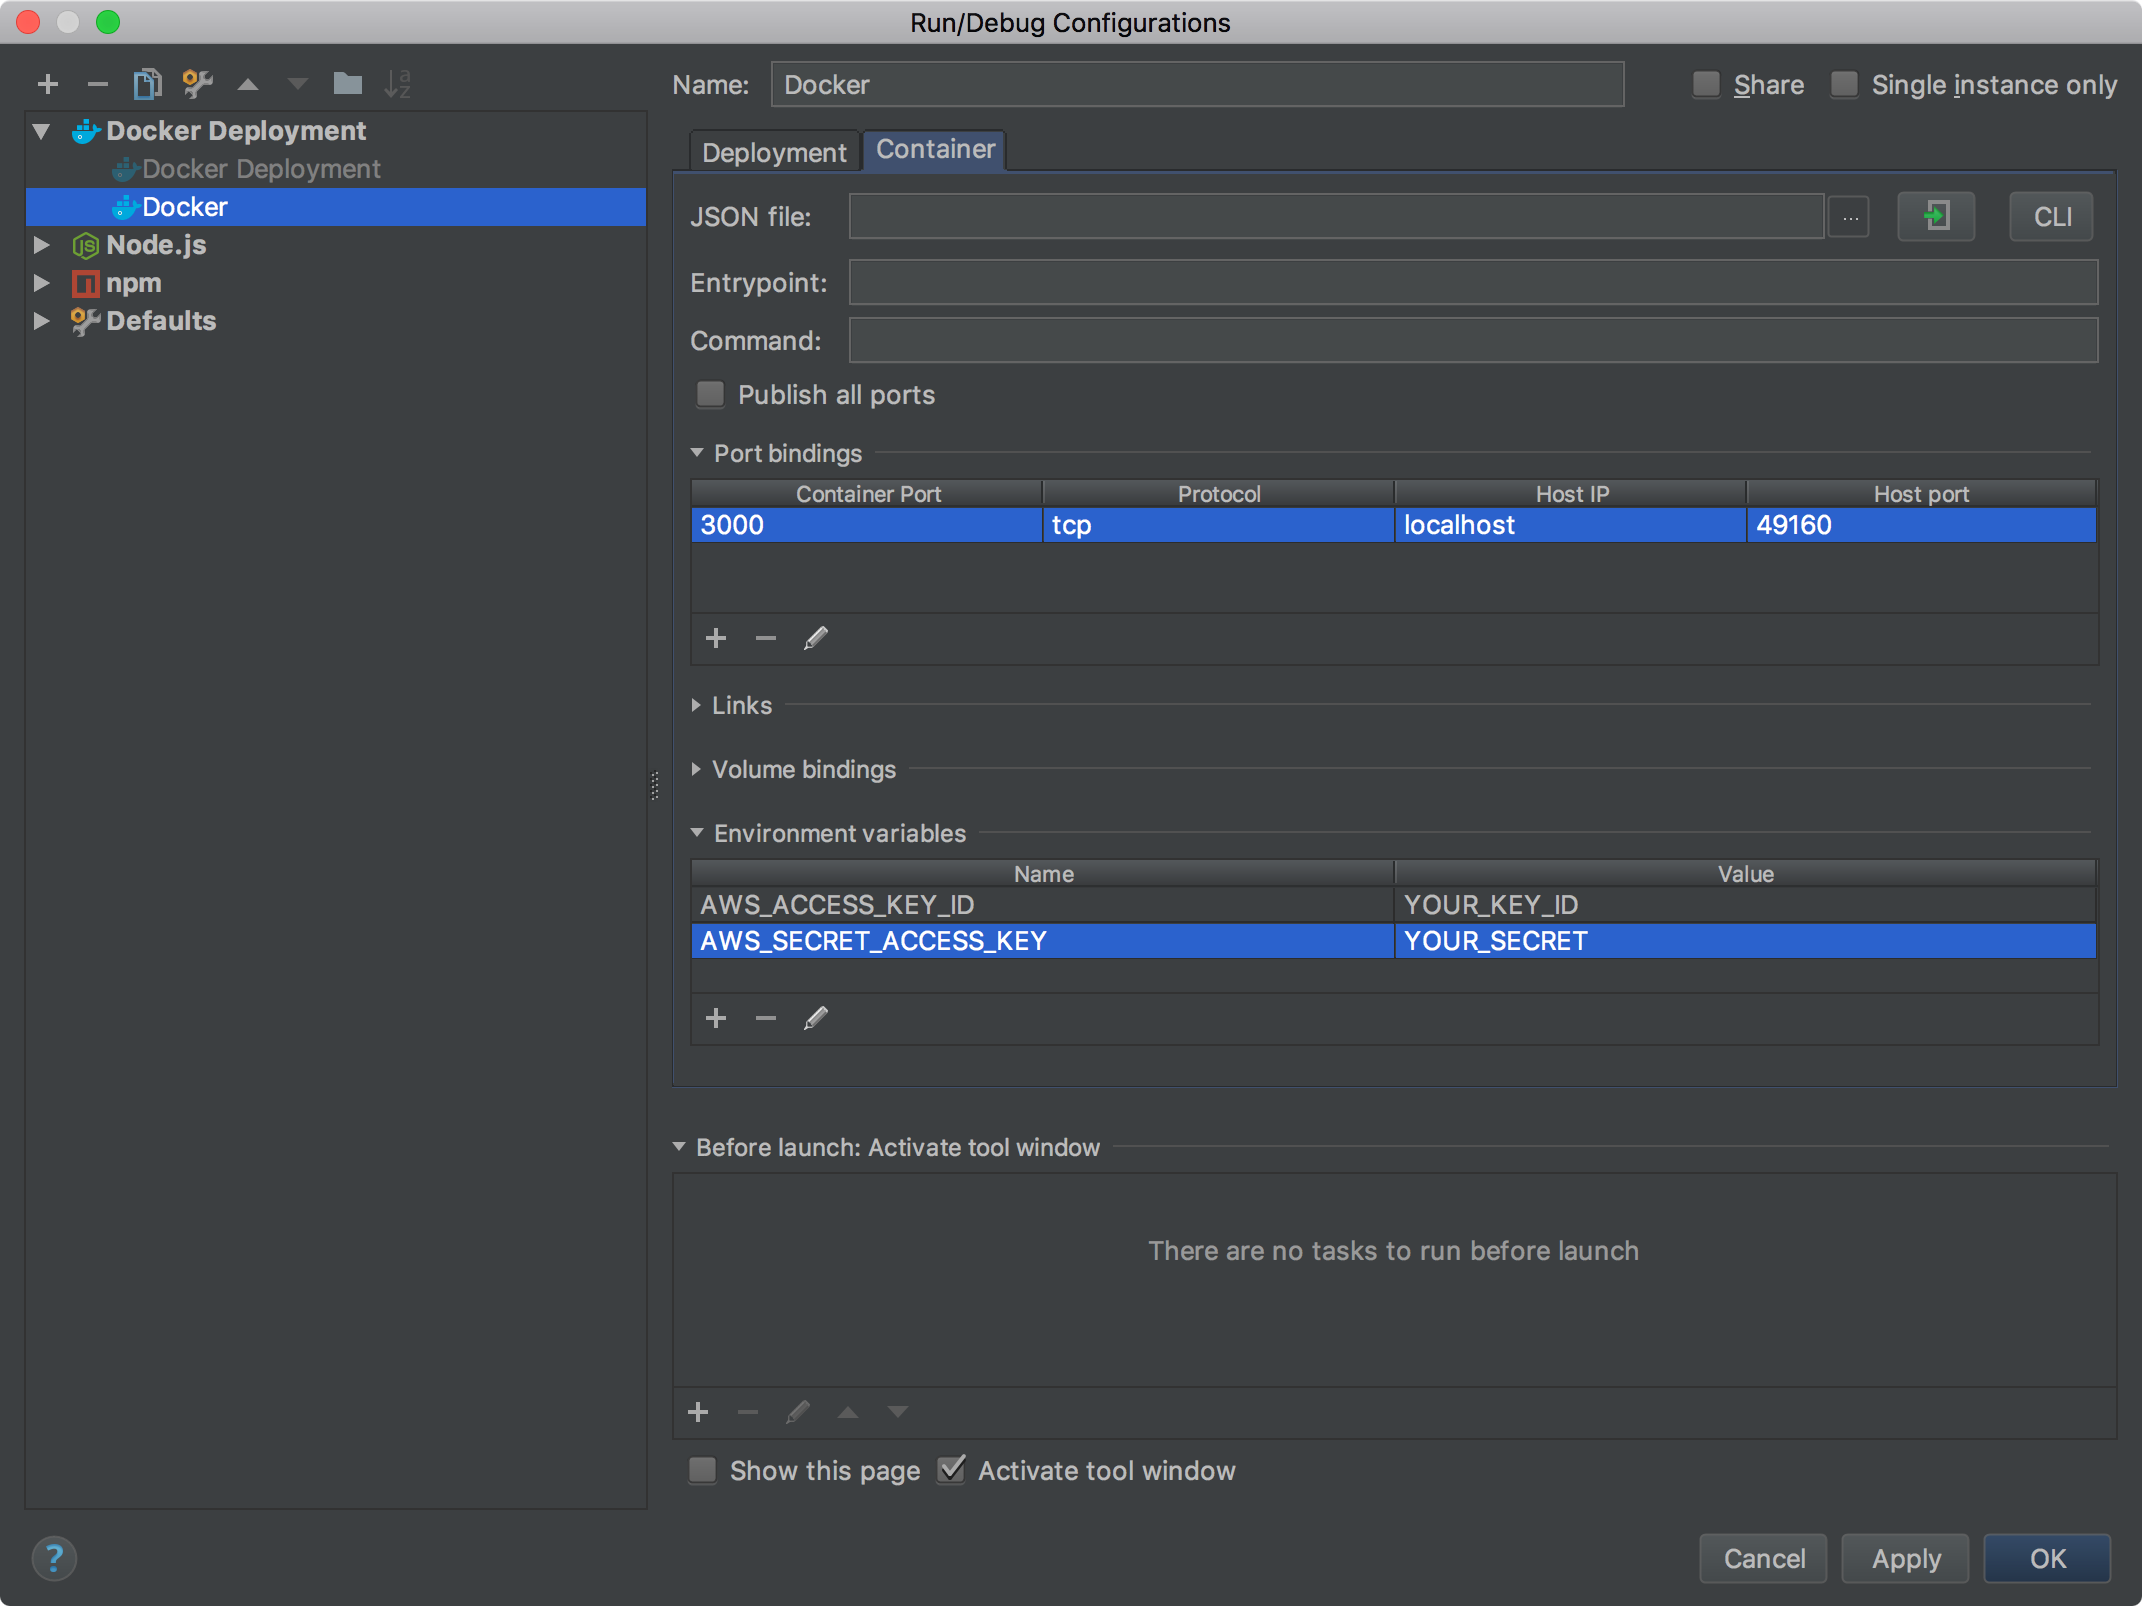 Run/Debug Configurations
Name: Docker Share Single instance only
Docker Deployment
Docker Deployment
Docker
Node.js
npm
Defaults
Deployment Container
JSON file: ... CLI
Entrypoint:
Command:
Publish all ports
Port bindings
Container Port Protocol Host IP Host port
3000 tcp localhost 49160
Links
Volume bindings
Environment variables
Name Value
AWS_ACCESS_KEY_ID YOUR_KEY_ID
AWS_SECRET_ACCESS_KEY YOUR_SECRET
Before launch: Activate tool window
There are no tasks to run before launch
Show this page Activate tool window
? Cancel Apply OK